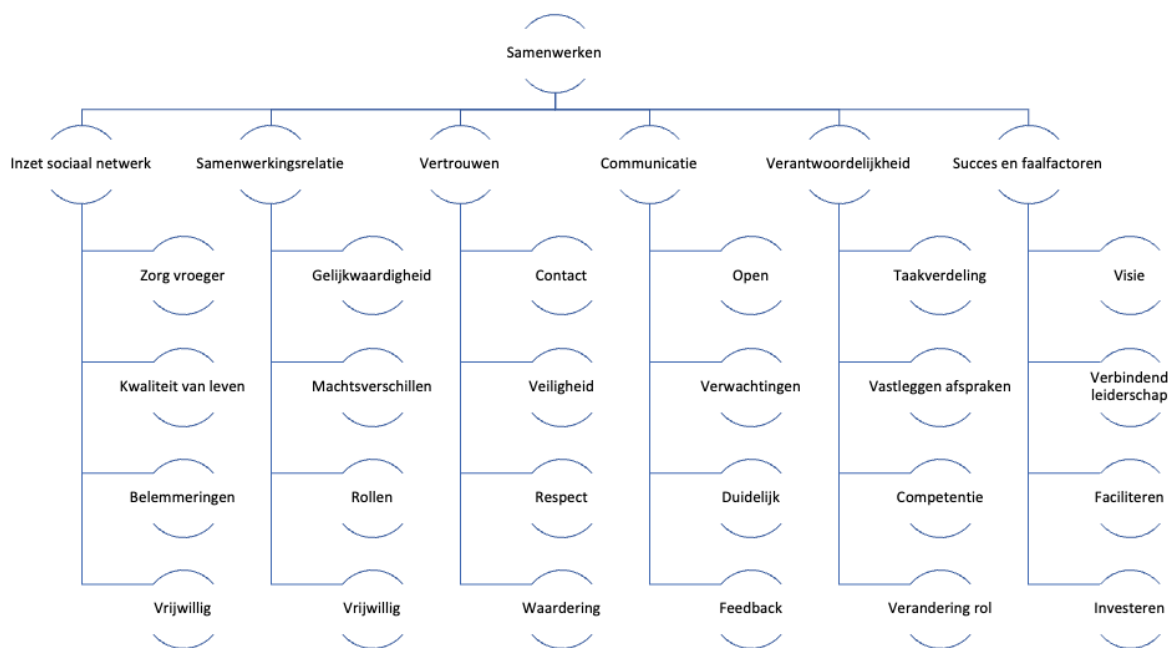 Samenwerken
Inzet sociaal netwerk
Samenwerkingsrelatie
Vertrouwen
Communicatie
Verantwoordelijkheid
Succes en faalfactoren
Zorg vroeger
Gelijkwaardigheid
Contact
Open
Taakverdeling
Visie
Kwaliteit van leven
Machtsverschillen
Veiligheid
Verwachtingen
Vastleggen afspraken
Verbindend
leiderschap
Belemmeringen
Rollen
Respect
Duidelijk
Competentie
Faciliteren
Vrijwillig
Vrijwillig
Waardering
Feedback
Verandering rol
Investeren